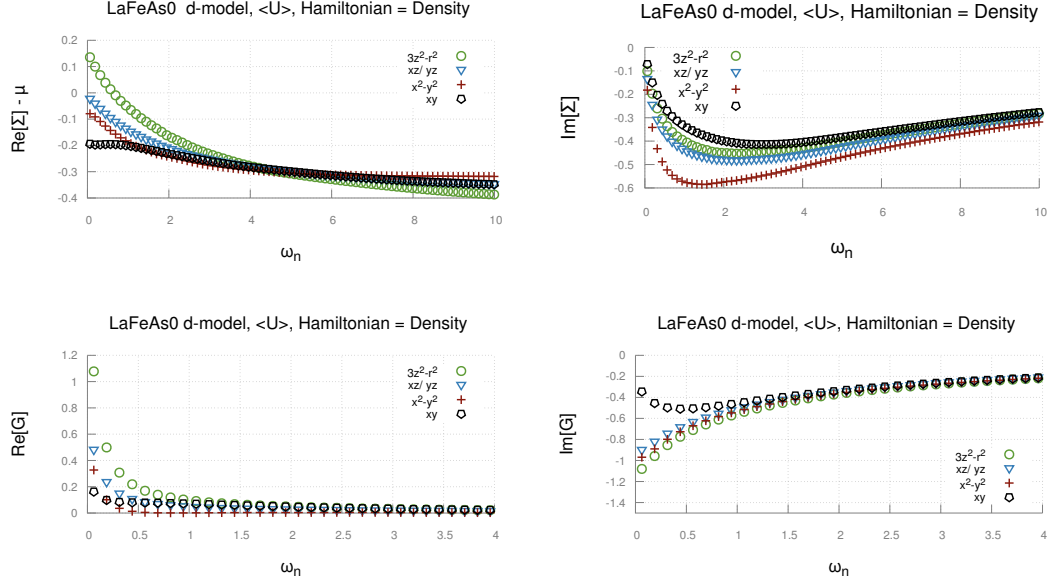 LaFeAs0 d-model, <U>, Hamiltonian = Density
Re[Σ] - μ
0.2
0.1
0
-0.1
-0.2
-0.3
-0.4
3z²-r²
xz/ yz
x²-y²
xy
0 2 4 6 8 10
ωn
LaFeAs0 d-model, <U>, Hamiltonian = Density
Im[Σ]
0
-0.1
-0.2
-0.3
-0.4
-0.5
-0.6
3z²-r²
xz/ yz
x²-y²
xy
0 2 4 6 8 10
ωn
LaFeAs0 d-model, <U>, Hamiltonian = Density
Re[G]
1.2
1
0.8
0.6
0.4
0.2
0
3z²-r²
xz/ yz
x²-y²
xy
0 0.5 1 1.5 2 2.5 3 3.5 4
ωn
LaFeAs0 d-model, <U>, Hamiltonian = Density
Im[G]
0
-0.2
-0.4
-0.6
-0.8
-1
-1.2
-1.4
3z²-r²
xz/ yz
x²-y²
xy
0 0.5 1 1.5 2 2.5 3 3.5 4
ωn